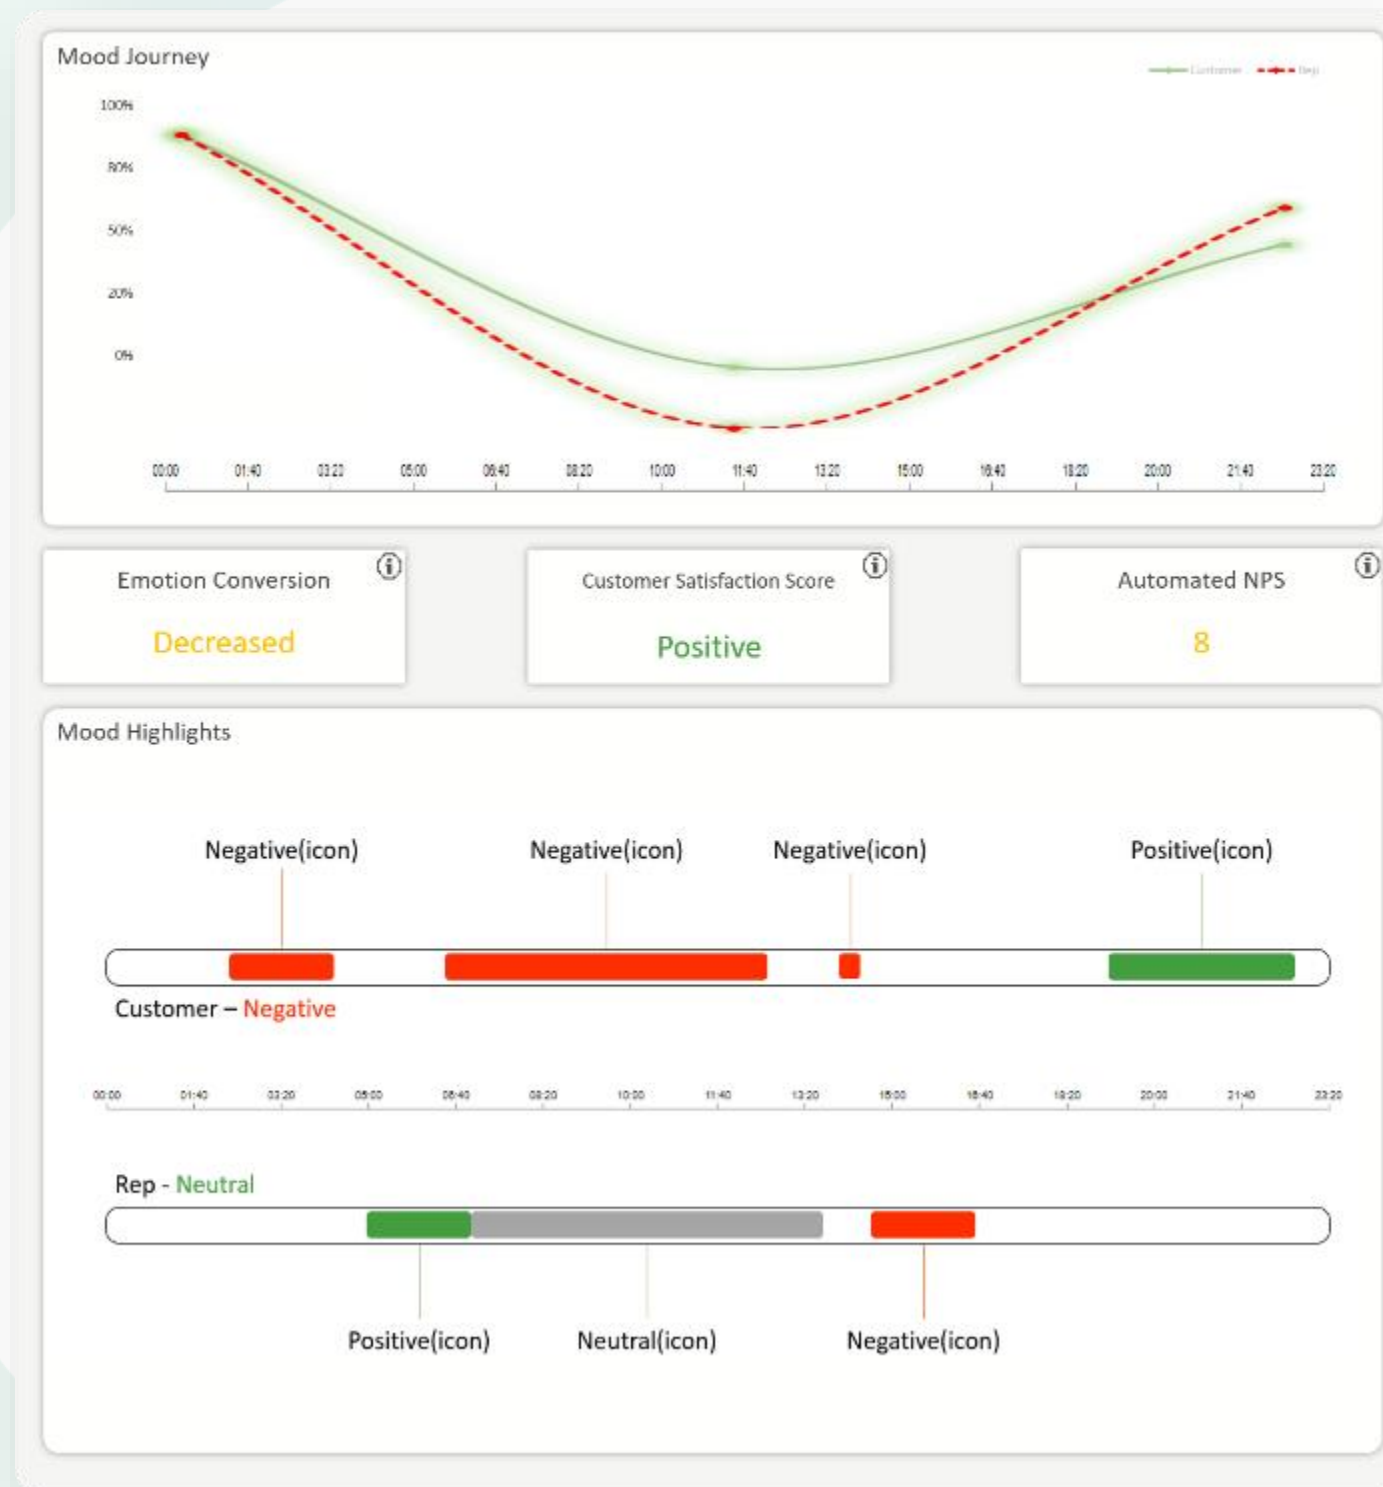 Mood Journey
Customer Rep
100%
80%
50%
20%
0%
00:00 01:40 03:20 05:00 06:40 08:20 10:00 11:40 13:20 15:00 16:40 18:20 20:00 21:40 23:20
Emotion Conversion
Decreased
Customer Satisfaction Score
Positive
Automated NPS
8
Mood Highlights
Negative(icon) Negative(icon) Negative(icon) Positive(icon)
Customer – Negative
00:00 01:40 03:20 05:00 06:40 08:20 10:00 11:40 13:20 15:00 16:40 18:20 20:00 21:40 23:20
Rep - Neutral
Positive(icon) Neutral(icon) Negative(icon)